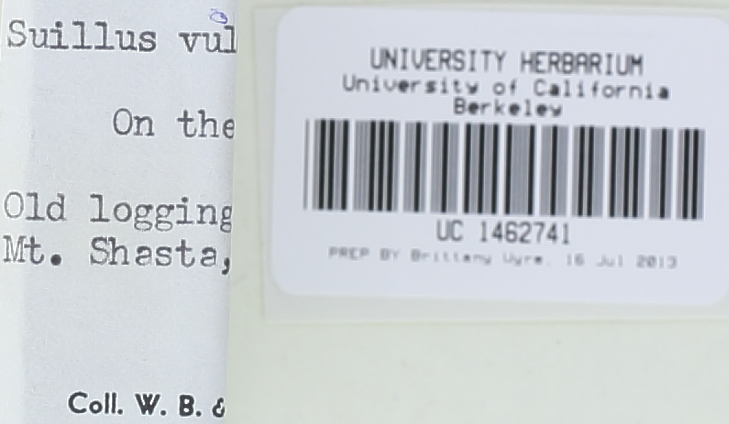 Suillus vul
On the
Old logging
Mt. Shasta,
Coll. W. B. &
UNIVERSITY HERBARIUM
University of California
Berkeley
UC 1462741
PREP BY Brittany Uyre, 16 Jul 2013